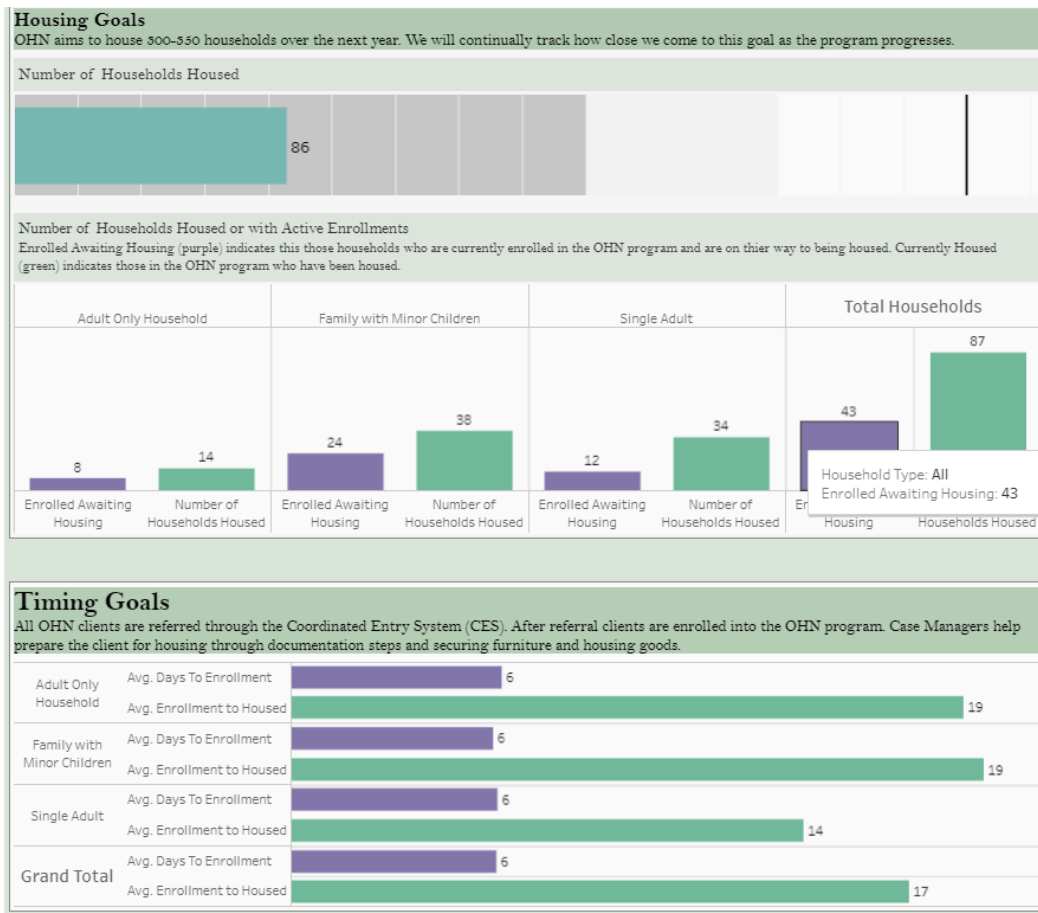 Housing Goals
OHN aims to house 300-350 households over the next year. We will continually track how close we come to this goal as the program progresses.
Number of Households Housed
86
Number of Households Housed or with Active Enrollments
Enrolled Awaiting Housing (purple) indicates this those households who are currently enrolled in the OHN program and are on thier way to being housed. Currently Housed
(green) indicates those in the OHN program who have been housed.
Adult Only Household
Family with Minor Children
Single Adult
Total Households
8
14
24
38
12
34
43
87
Household Type: All
Enrolled Awaiting Housing: 43
Enrolled Awaiting
Housing
Number of
Households Housed
Enrolled Awaiting
Housing
Number of
Households Housed
Enrolled Awaiting
Housing
Number of
Households Housed
Er
Housing
Households Housed
Timing Goals
All OHN clients are referred through the Coordinated Entry System (CES). After referral clients are enrolled into the OHN program. Case Managers help
prepare the client for housing through documentation steps and securing furniture and housing goods.
Adult Only
Household
Avg. Days To Enrollment
6
Avg. Enrollment to Housed
19
Family with
Minor Children
Avg. Days To Enrollment
6
Avg. Enrollment to Housed
19
Single Adult
Avg. Days To Enrollment
6
Avg. Enrollment to Housed
14
Grand Total
Avg. Days To Enrollment
6
Avg. Enrollment to Housed
17